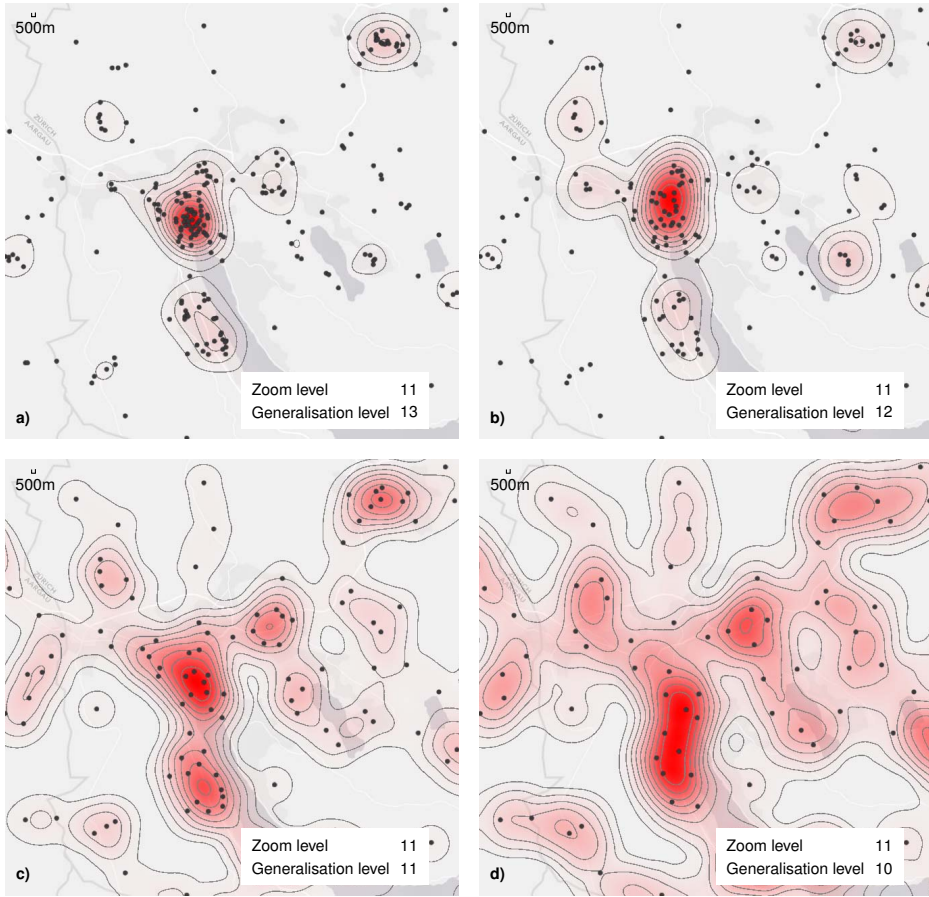 500m
ZÜRICH
AARGAU
Zoom level 11
Generalisation level 13
a)
500m
ZÜRICH
AARGAU
Zoom level 11
Generalisation level 12
b)
500m
ZÜRICH
AARGAU
Zoom level 11
Generalisation level 11
c)
500m
Zoom level 11
Generalisation level 10
d)